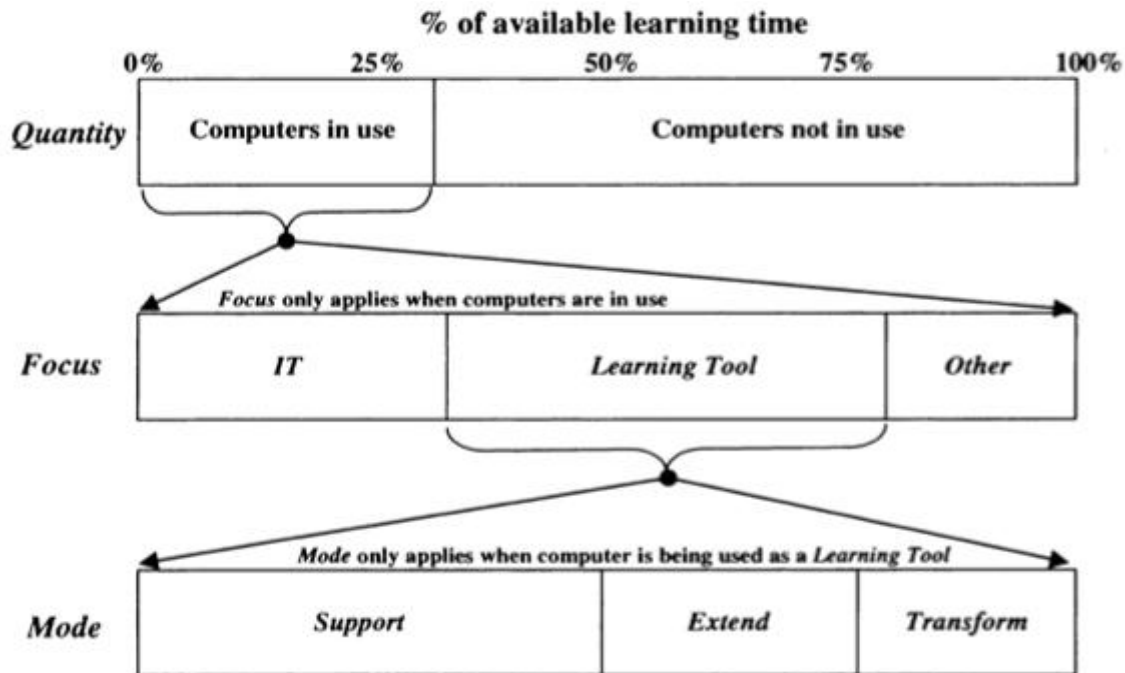 % of available learning time
0% 25% 50% 75% 100%
Quantity Computers in use Computers not in use
Focus only applies when computers are in use
Focus IT Learning Tool Other
Mode only applies when computer is being used as a Learning Tool
Mode Support Extend Transform